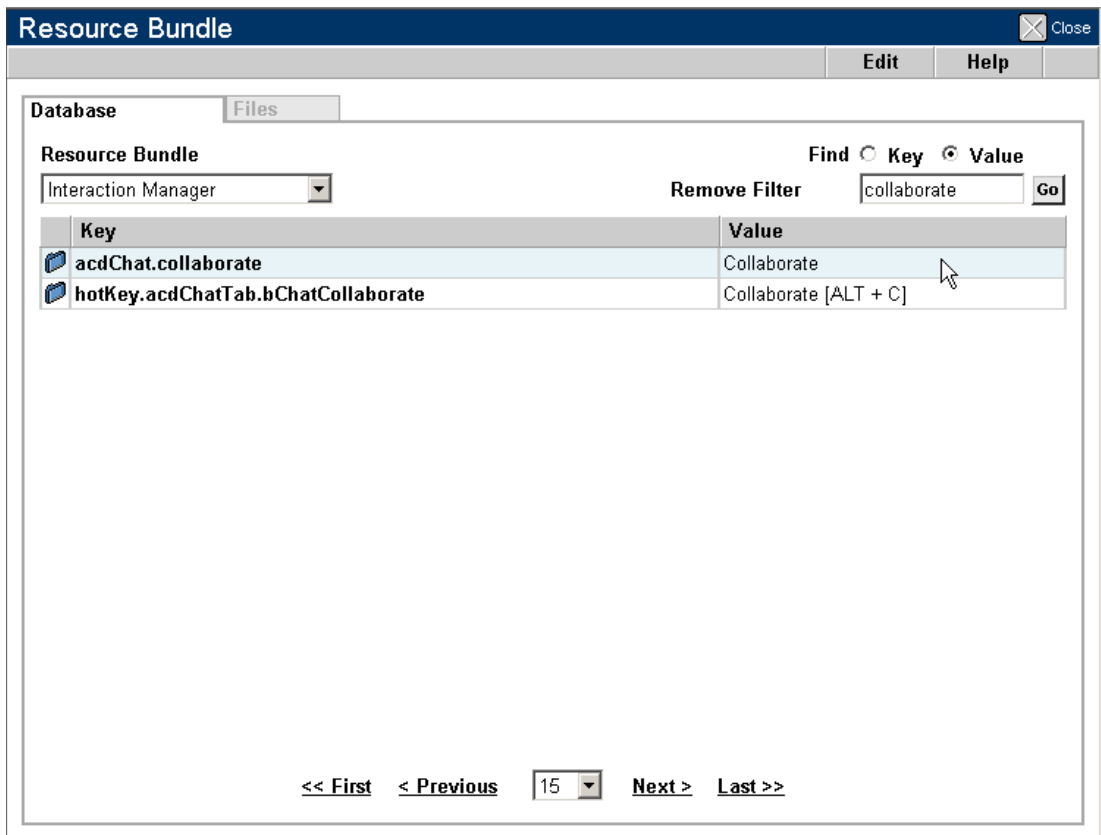 Resource Bundle Close
Edit Help
Database Files
Resource Bundle Find Key Value
Interaction Manager Remove Filter collaborate Go
Key Value
acdChat.collaborate Collaborate
hotKey.acdChatTab.bChatCollaborate Collaborate [ALT + C]
<< First < Previous 15 Next > Last >>